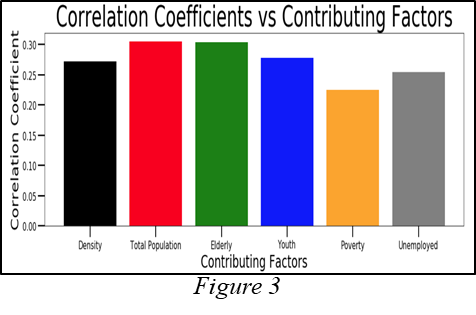 Correlation Coefficients vs Contributing Factors
Correlation Coefficient
0.30
0.25
0.20
0.15
0.10
0.05
0.00
Density Total Population Elderly Youth Poverty Unemployed
Contributing Factors
Figure 3